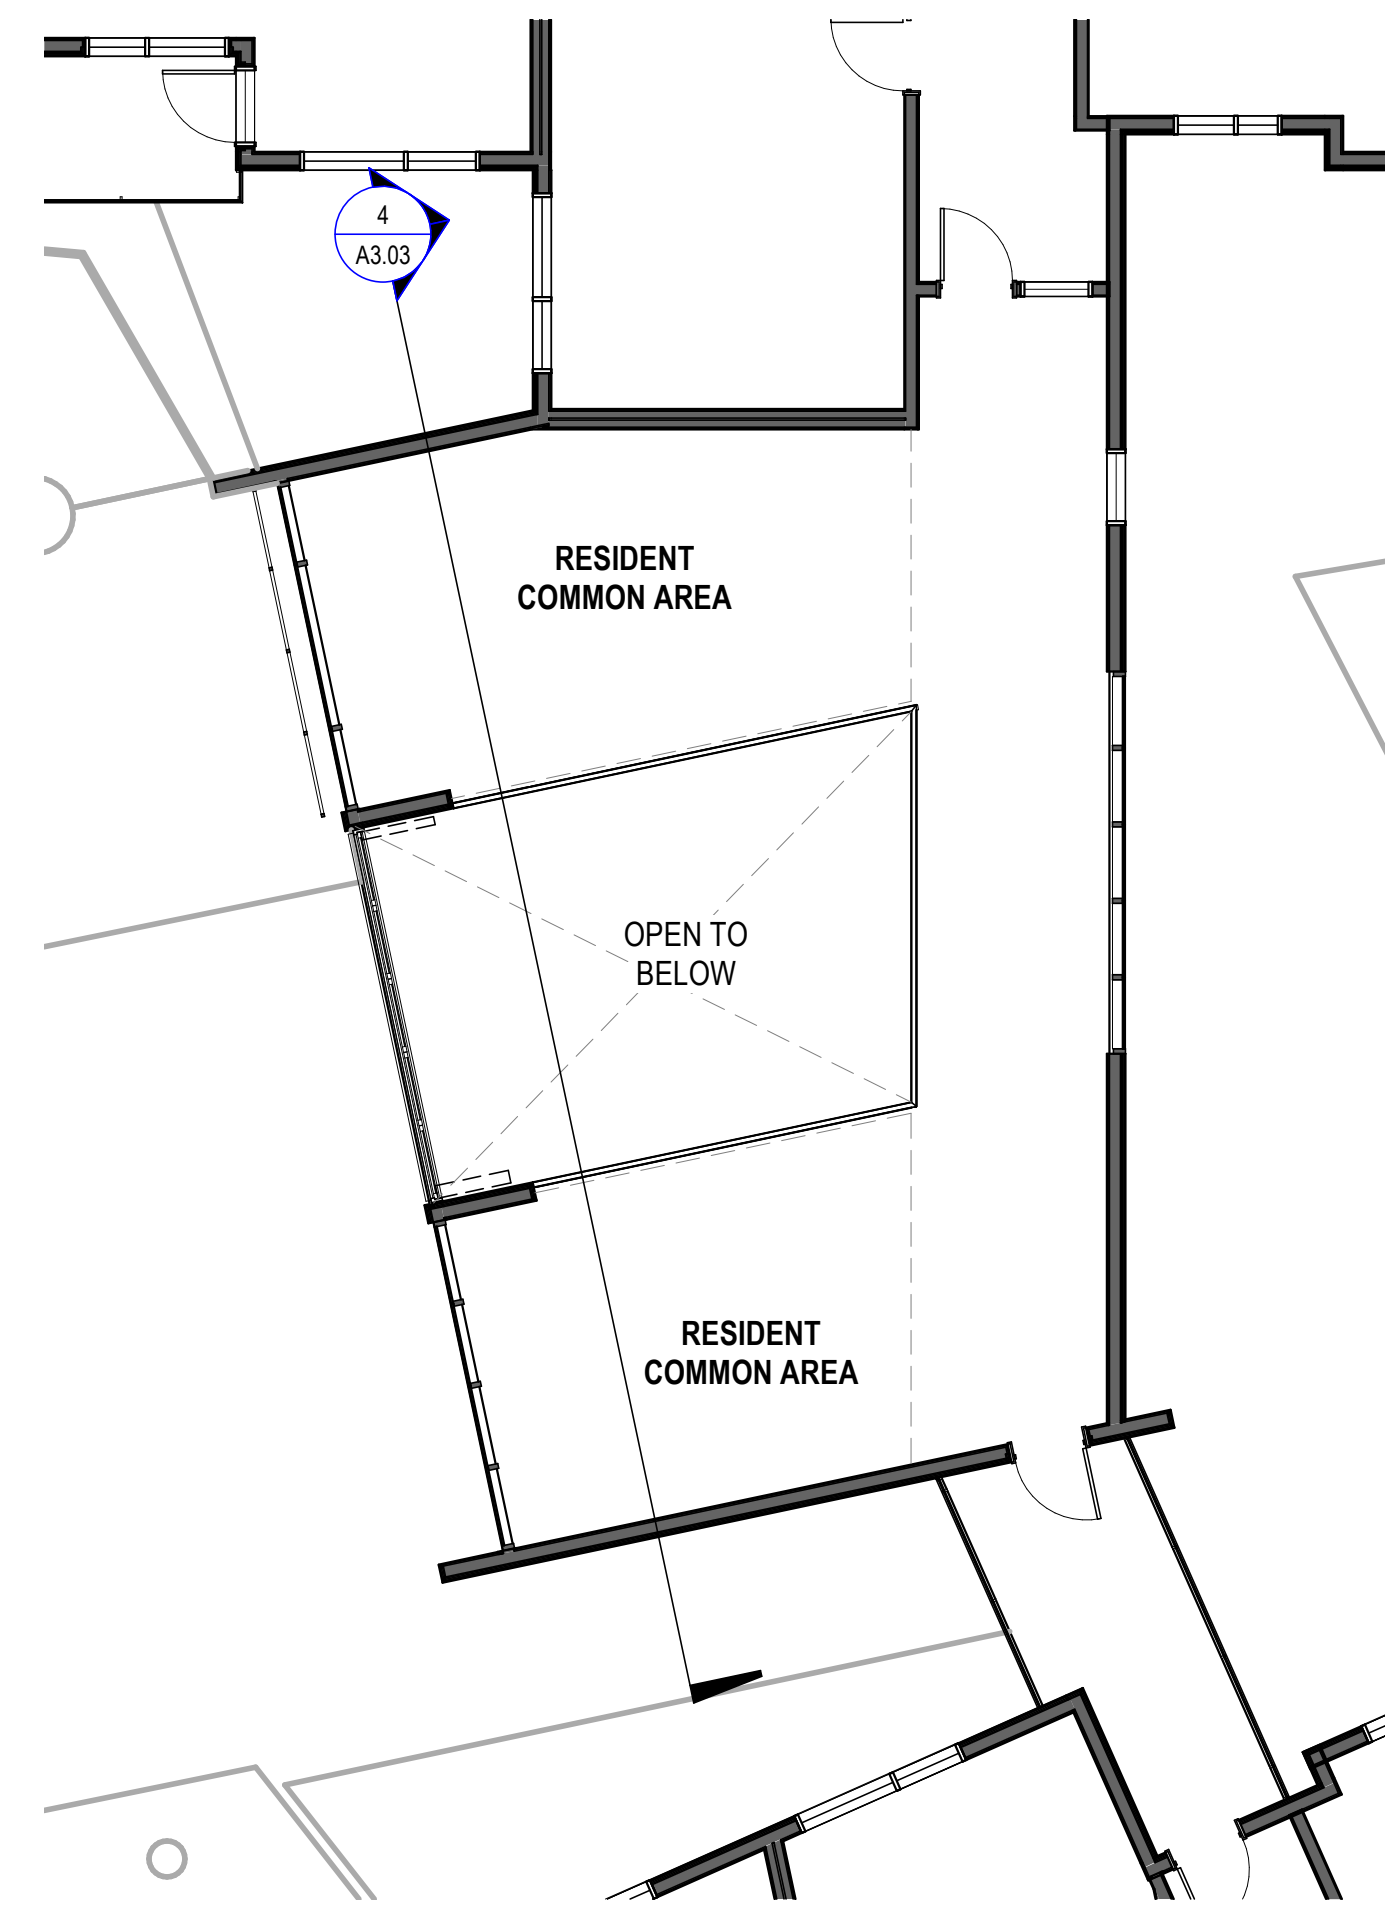 4
A3.03
RESIDENT
COMMON AREA
OPEN TO
BELOW
RESIDENT
COMMON AREA